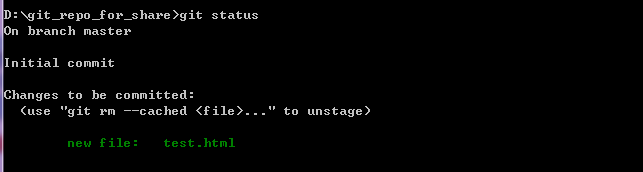 D:\git_repo_for_share>git status
On branch master
Initial commit
Changes to be committed:
(use "git rm --cached <file>..." to unstage)
new file: test.html